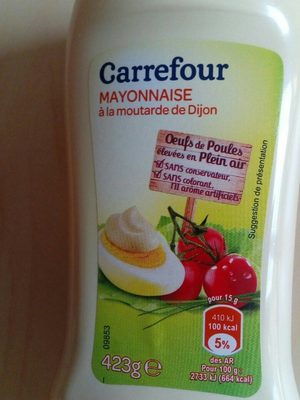 Carrefour
MAYONNAISE
à la moutarde de Dijon
Œufs de Poules
élevées en Plein air
SANS conservateur,
SANS colorant,
ni arôme artificiels
Suggestion de présentation
pour 15 g
410 kJ
100 kcal
5%
des AR
Pour 100 g :
2733 kJ (664 kcal)
09853
423g e